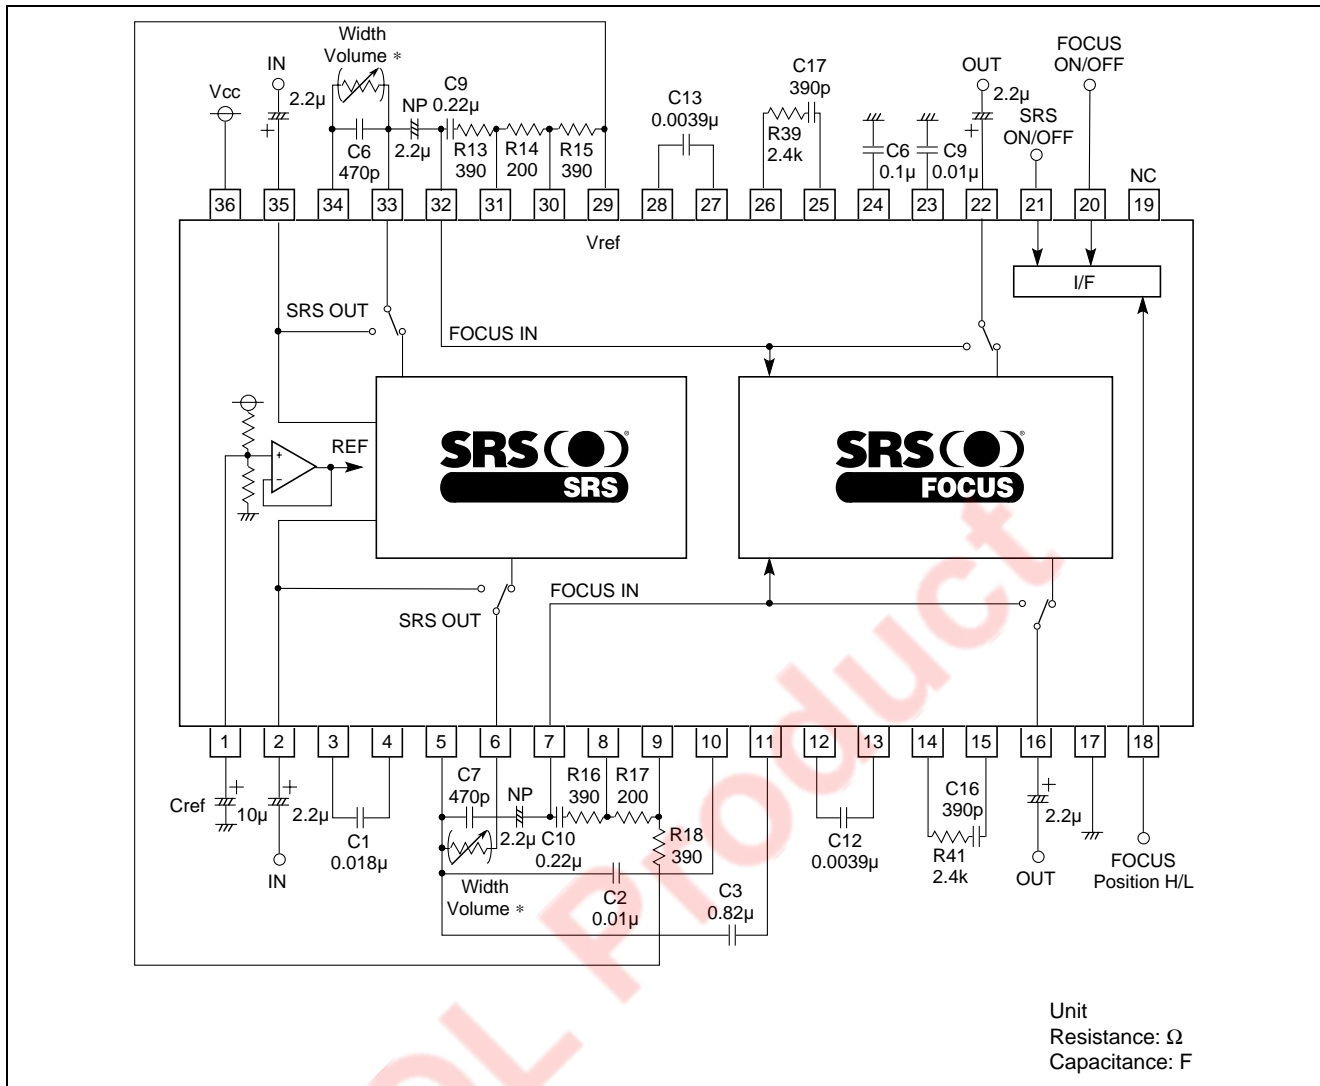 Width
Volume *
IN
Vcc
2.2µ
+
C6
470p
NP
2.2µ
C9
0.22µ
R13
390
R14
200
R15
390
C13
0.0039µ
C17
390p
R39
2.4k
C6
0.1µ
C9
0.01µ
OUT
2.2µ
+
SRS
ON/OFF
FOCUS
ON/OFF
NC
36 35 34 33 32 31 30 29 28 27 26 25 24 23 22 21 20 19
Vref
I/F
SRS OUT
FOCUS IN
REF
+
−
SRS ®
SRS
SRS ®
FOCUS
FOCUS IN
SRS OUT
1 2 3 4 5 6 7 8 9 10 11 12 13 14 15 16 17 18
Cref
+
10µ
+
2.2µ
IN
C1
0.018µ
C7
470p
NP
2.2µ
C10
0.22µ
R16
390
R17
200
R18
390
Width
Volume *
C2
0.01µ
C3
0.82µ
C12
0.0039µ
C16
390p
R41
2.4k
+
2.2µ
OUT
FOCUS
Position H/L
Unit
Resistance: Ω
Capacitance: F
OL Product